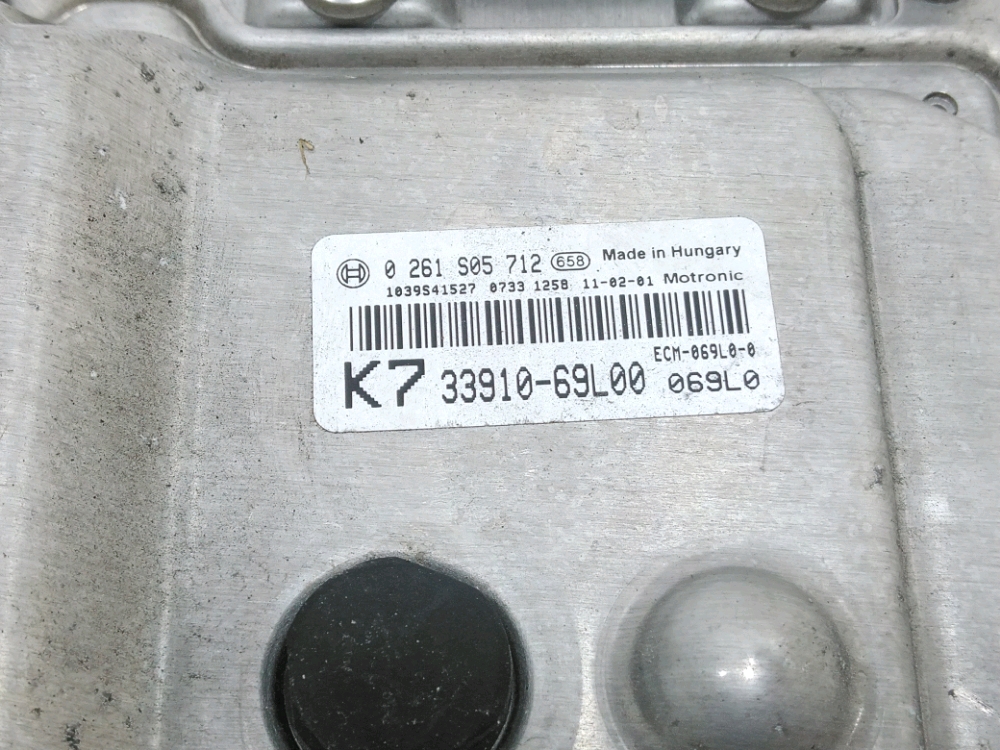 0 261 S05 712 658 Made in Hungary
1039S41527 0733 1258 11-02-01 Motronic
ECM-069L0-0
K7 33910-69L00 069L0